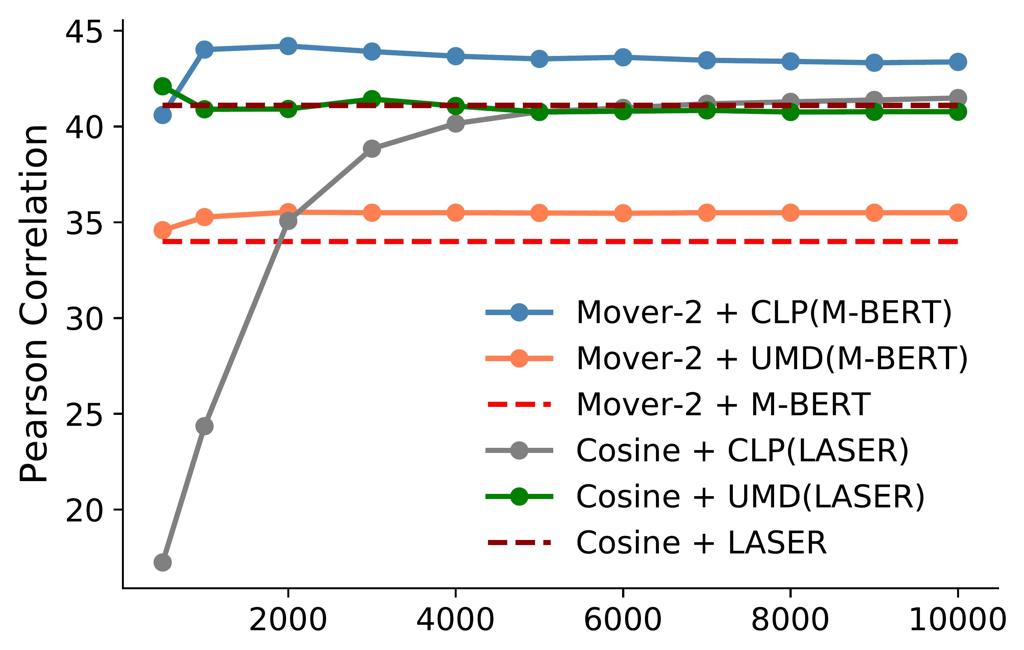 Pearson Correlation
45
40
35
30
25
20
Mover-2 + CLP(M-BERT)
Mover-2 + UMD(M-BERT)
Mover-2 + M-BERT
Cosine + CLP(LASER)
Cosine + UMD(LASER)
Cosine + LASER
2000 4000 6000 8000 10000